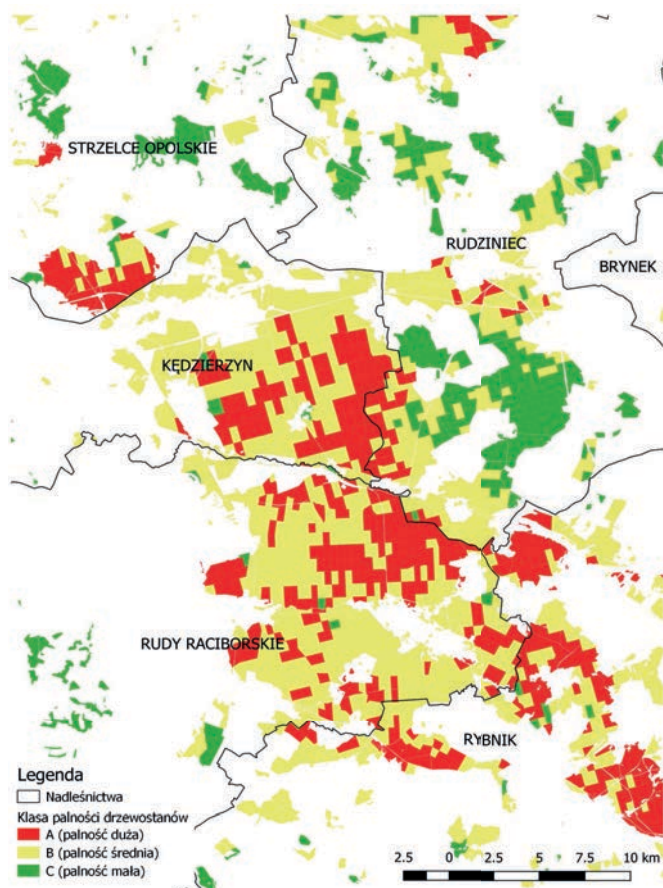 STRZELCE OPOLSKIE
RUDZINIEC
BRYNEK
KĘDZIERZYN
RUDY RACIBORSKIE
RYBNIK
Legenda
Nadleśnictwa
Klasa palności drzewostanów
A (palność duża)
B (palność średnia)
C (palność mała)
2.5 0 2.5 5 7.5 10 km